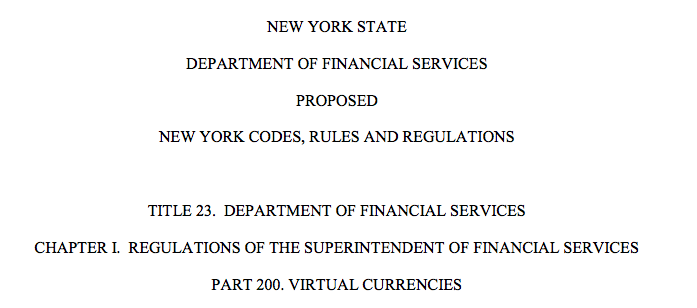 NEW YORK STATE
DEPARTMENT OF FINANCIAL SERVICES
PROPOSED
NEW YORK CODES, RULES AND REGULATIONS
TITLE 23.  DEPARTMENT OF FINANCIAL SERVICES
CHAPTER I.  REGULATIONS OF THE SUPERINTENDENT OF FINANCIAL SERVICES
PART 200. VIRTUAL CURRENCIES